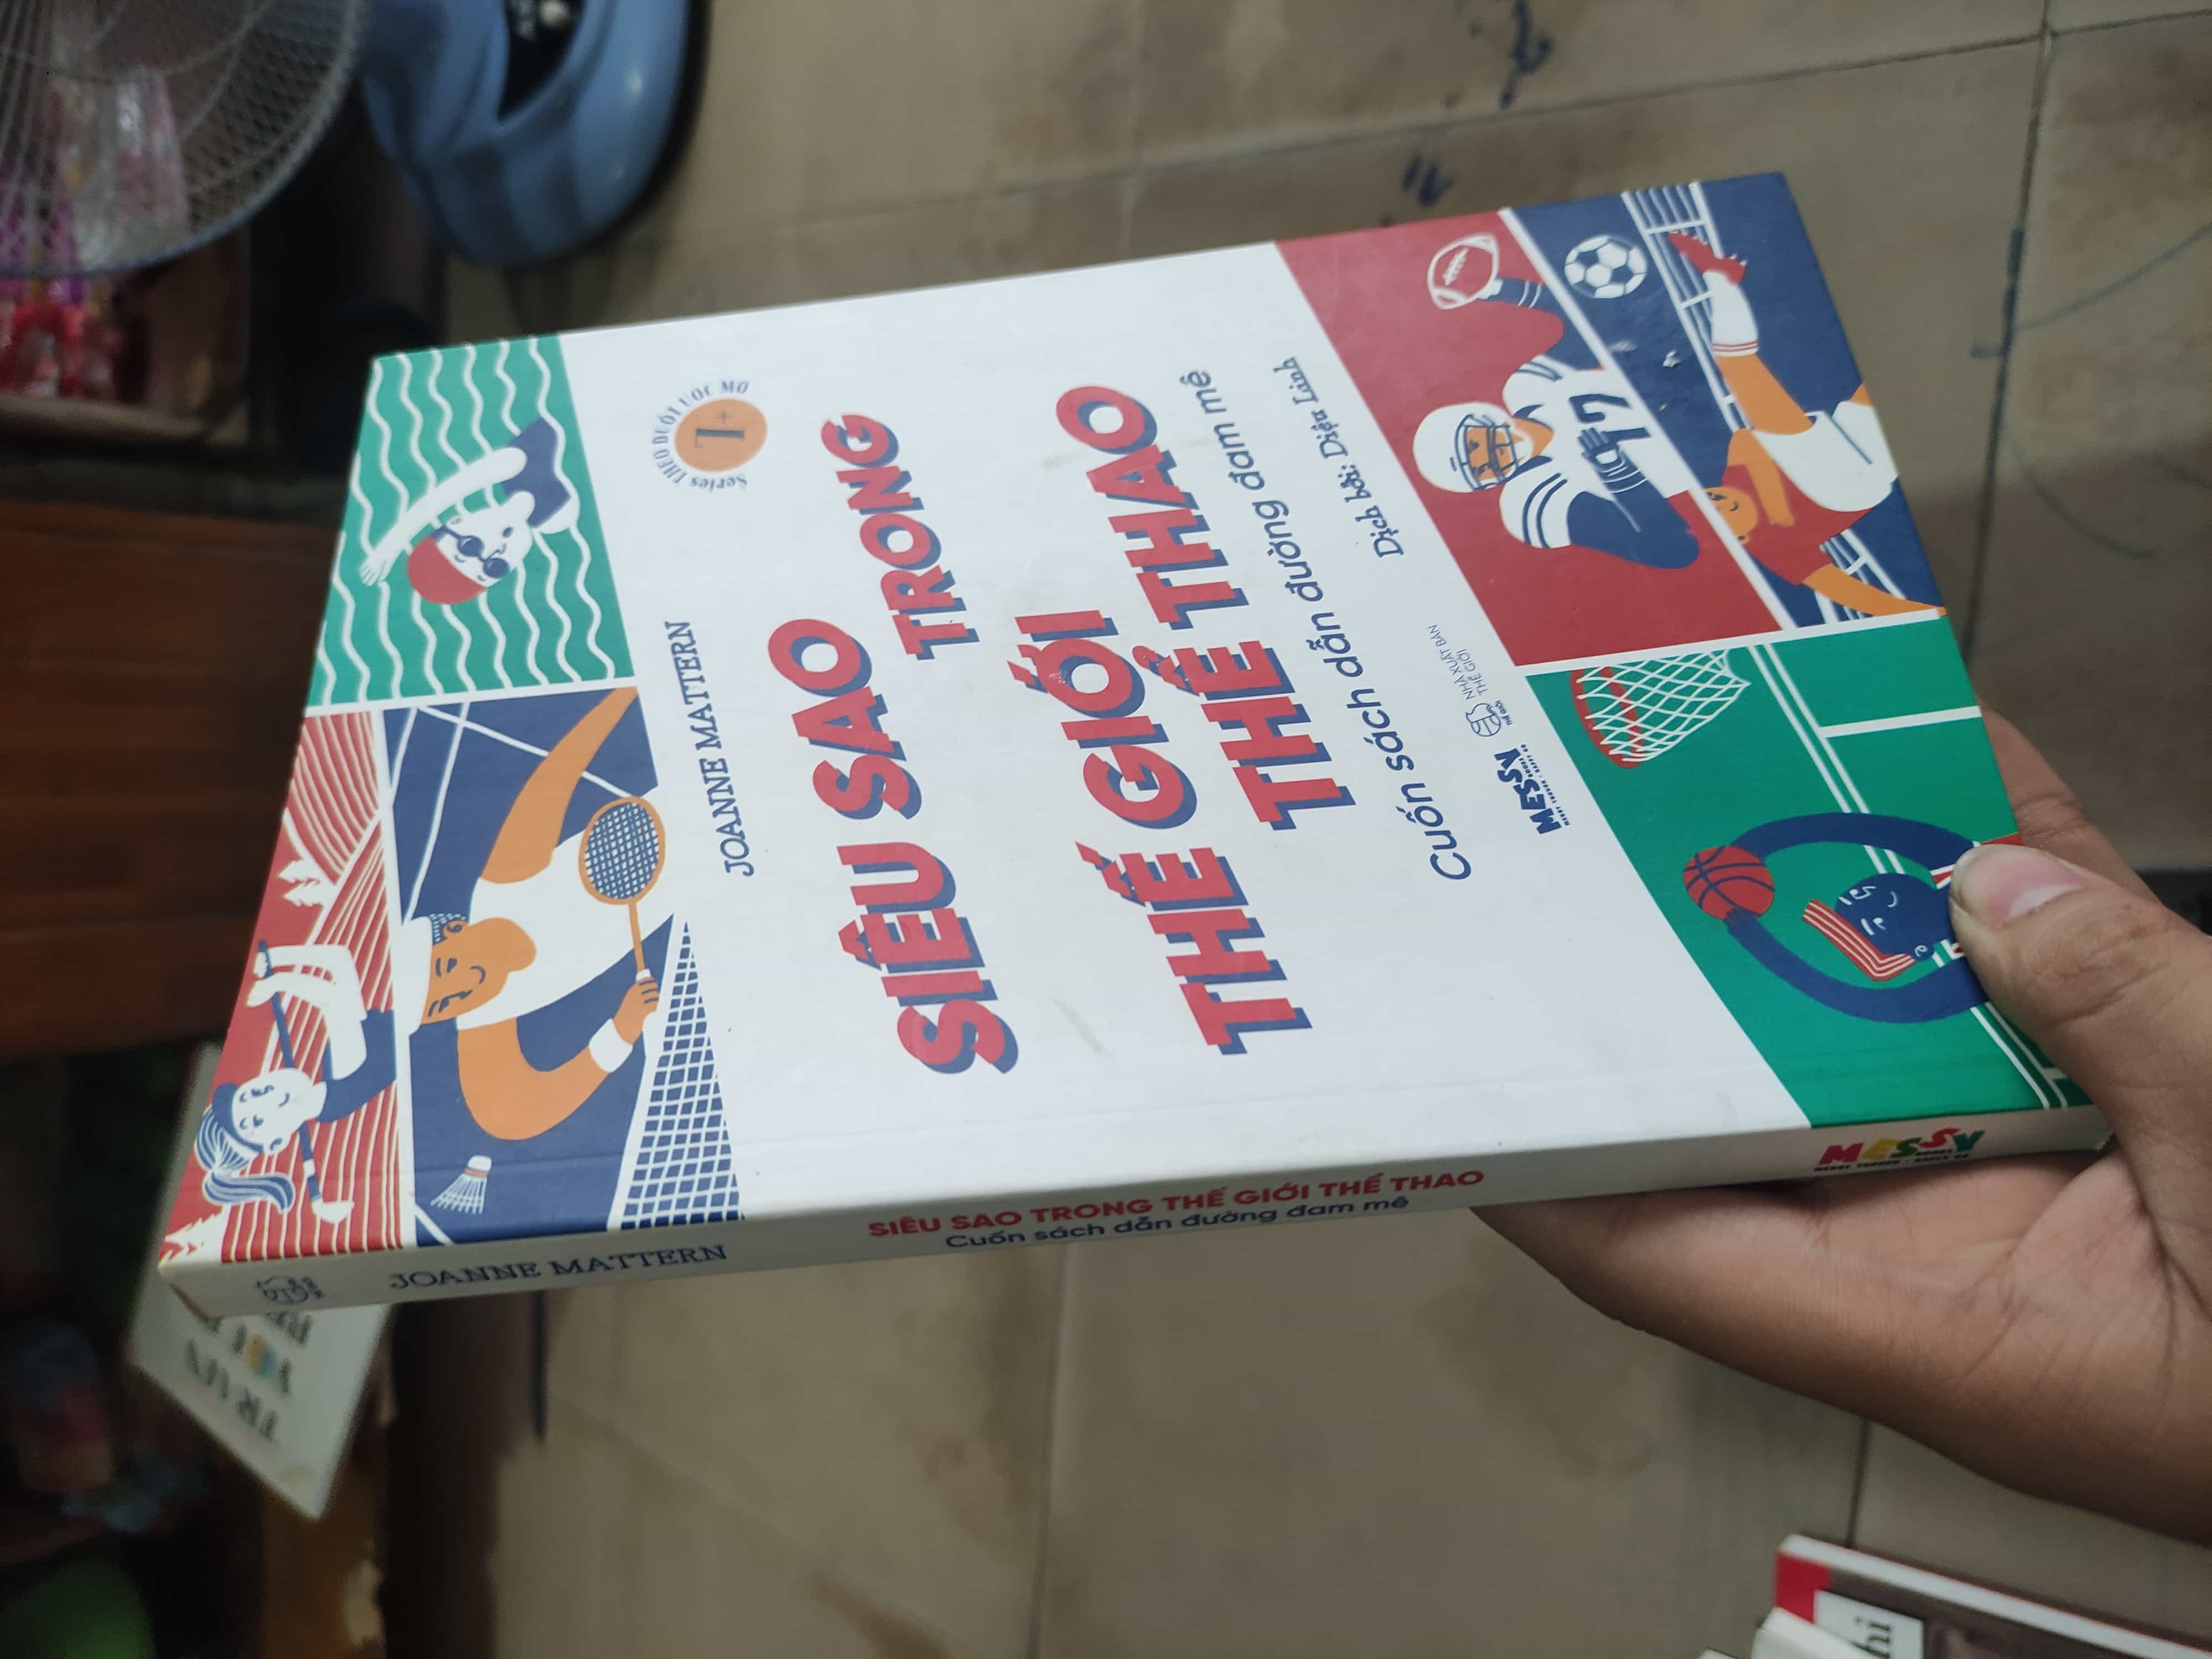 JOANNE MATTERN
Series THEO ĐUỔI ƯỚC MƠ
7+
SIÊU SAO
TRONG
THẾ GIỚI
THỂ THAO
Cuốn sách dẫn đường đam mê
Dịch bởi: Diệu Linh
MESSY
NHÀ XUẤT BẢN
THẾ GIỚI
17
JOANNE MATTERN
SIÊU SAO TRONG THẾ GIỚI THỂ THAO
Cuốn sách dẫn đường đam mê
MESSY